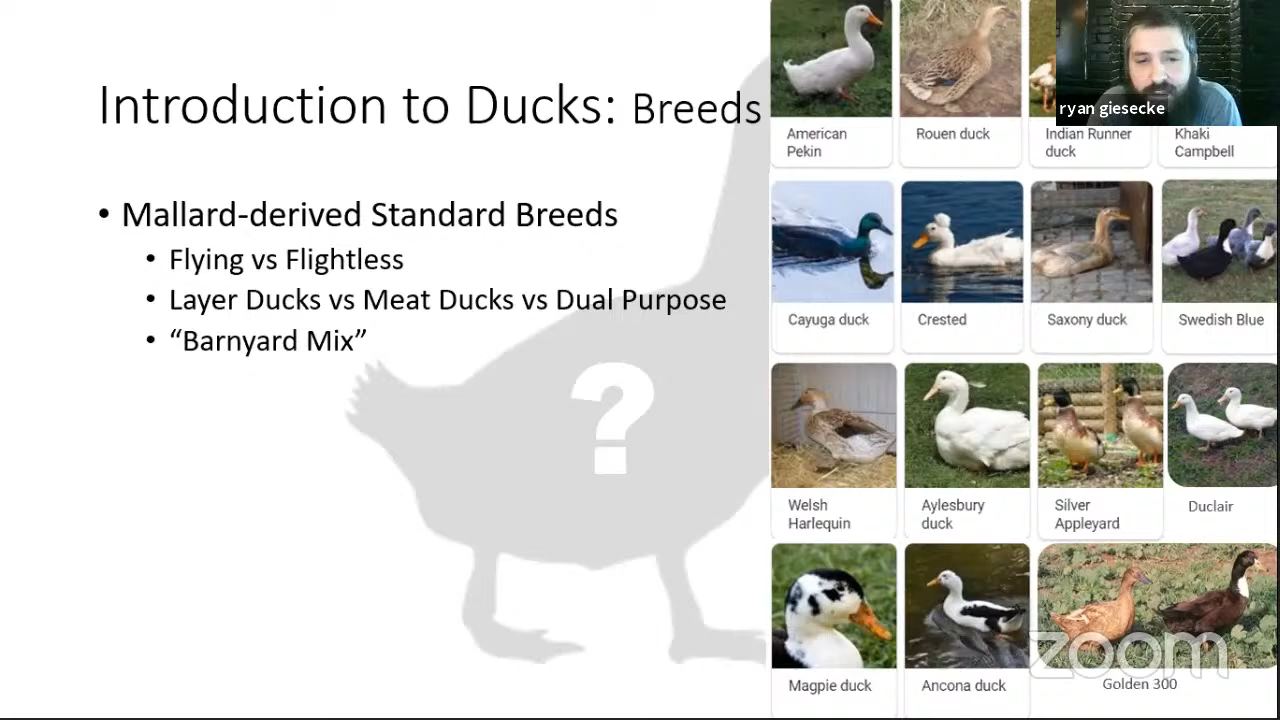 Introduction to Ducks: Breeds
• Mallard-derived Standard Breeds
• Flying vs Flightless
• Layer Ducks vs Meat Ducks vs Dual Purpose
• “Barnyard Mix”
?
ryan giesecke
American
Pekin
Rouen duck
Indian Runner
duck
Khaki
Campbell
Cayuga duck
Crested
Saxony duck
Swedish Blue
Welsh
Harlequin
Aylesbury
duck
Silver
Appleyard
Duclair
Magpie duck
Ancona duck
Golden 300
zoom